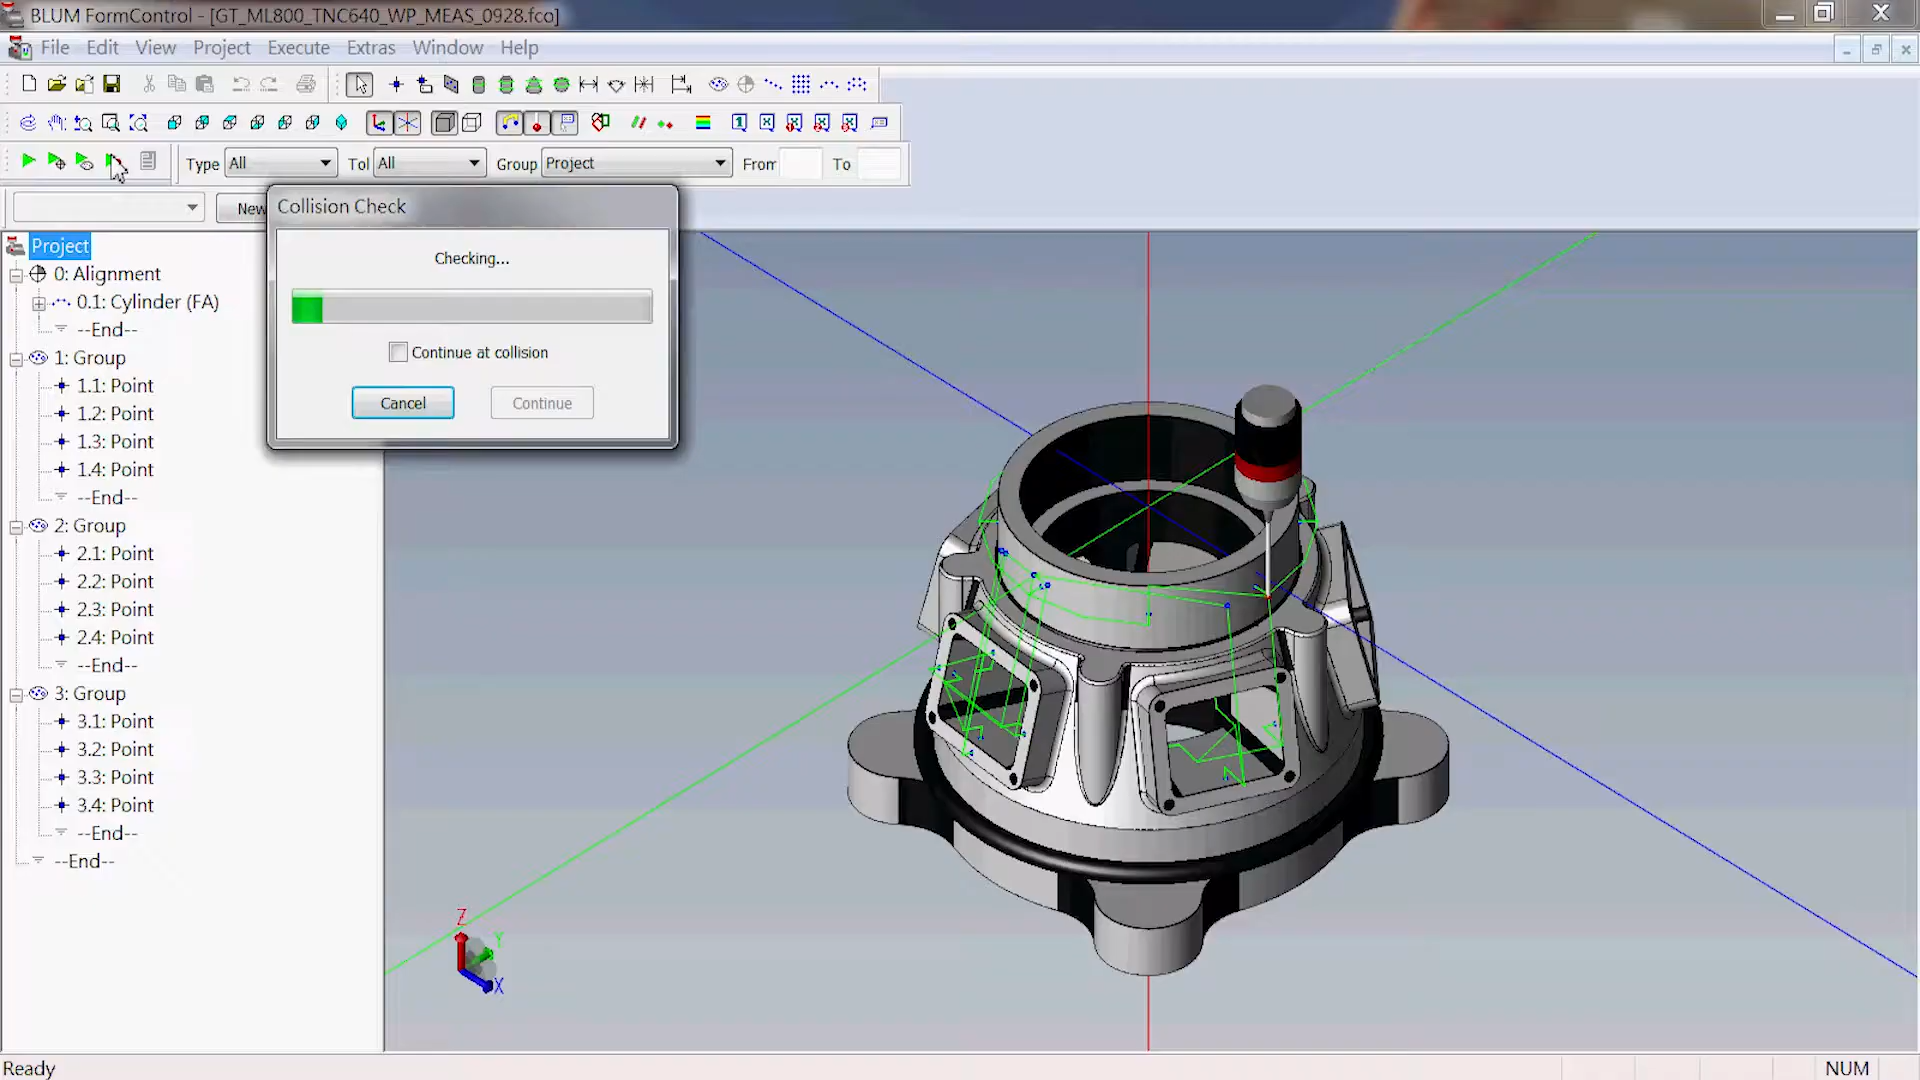 BLUM FormControl - [GT_ML800_TNC640_WP_MEAS_0928.fco]
File Edit View Project Execute Extras Window Help
Type All Tol All Group Project From To
New
Collision Check
Checking...
Continue at collision
Cancel Continue
Project
0: Alignment
0.1: Cylinder (FA)
--End--
1: Group
1.1: Point
1.2: Point
1.3: Point
1.4: Point
--End--
2: Group
2.1: Point
2.2: Point
2.3: Point
2.4: Point
--End--
3: Group
3.1: Point
3.2: Point
3.3: Point
3.4: Point
--End--
--End--
Z
Y
X
Ready NUM